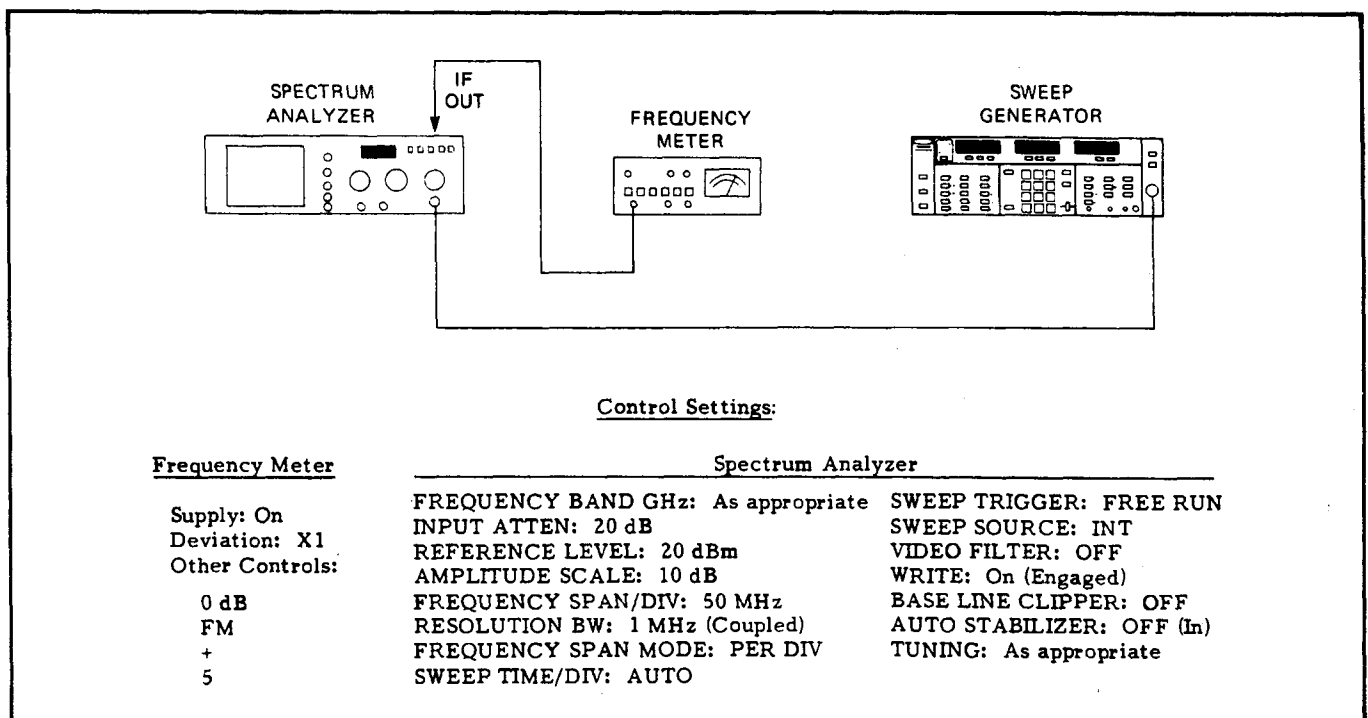 SPECTRUM
ANALYZER
IF
OUT
FREQUENCY
METER
SWEEP
GENERATOR
Control Settings:
Frequency Meter
Supply: On
Deviation: X1
Other Controls:
0 dB
FM
+
5
Spectrum Analyzer
FREQUENCY BAND GHz: As appropriate
INPUT ATTEN: 20 dB
REFERENCE LEVEL: 20 dBm
AMPLITUDE SCALE: 10 dB
FREQUENCY SPAN/DIV: 50 MHz
RESOLUTION BW: 1 MHz (Coupled)
FREQUENCY SPAN MODE: PER DIV
SWEEP TIME/DIV: AUTO
SWEEP TRIGGER: FREE RUN
SWEEP SOURCE: INT
VIDEO FILTER: OFF
WRITE: On (Engaged)
BASE LINE CLIPPER: OFF
AUTO STABILIZER: OFF (In)
TUNING: As appropriate